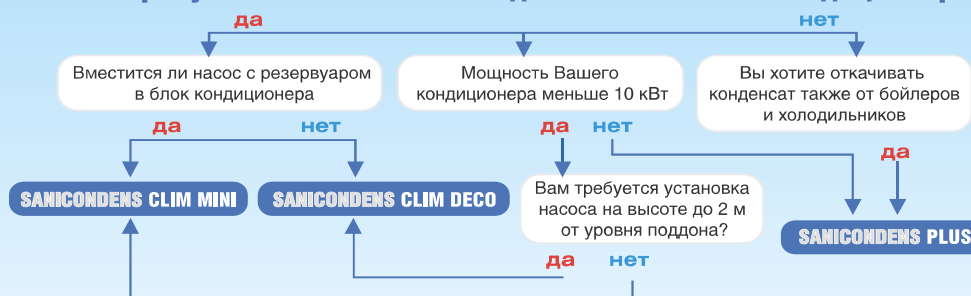 да
нет
Вместится ли насос с резервуаром
в блок кондиционера
Мощность Вашего
кондиционера меньше 10 кВт
Вы хотите откачивать
конденсат также от бойлеров
и холодильников
да
нет
да
нет
да
SANICONDENS CLIM MINI
SANICONDENS CLIM DECO
Вам требуется установка
насоса на высоте до 2 м
от уровня поддона?
SANICONDENS PLUS
да
нет